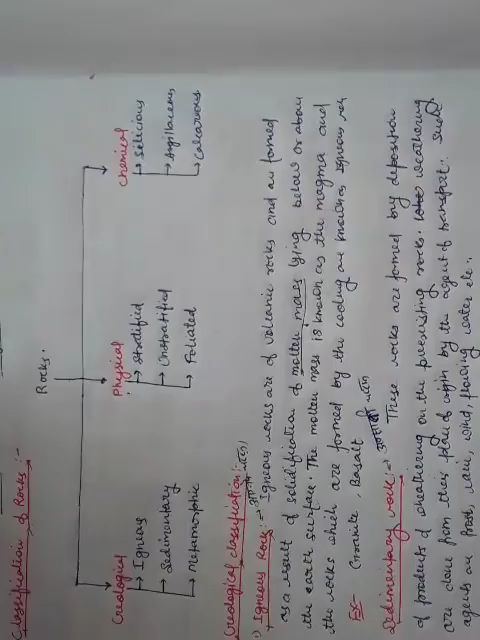 Classification of Rocks :-
Rocks.
Geological
Igneous
Sedimentary
Metamorphic
Physical
Stratified
Unstratified
Foliated
Chemical
Silicious
Argillaceous
Calcarious
Geological classification :-
1) Igneous Rock :- Igneous rocks are of volcanic rocks and are formed
as a result of solidification of molten mass lying below or above
the earth surface. The molten mass is known as the magma and
the rocks which are formed by the cooling are known as igneous rock
Ex- Granite, Basalt
Sedimentary rock :- These rocks are formed by deposition
of products of weathering on the preexisting rocks. weathering
are done from their place of origin by the agent of transport. Such
agents are frost, rain, wind, flowing water etc.